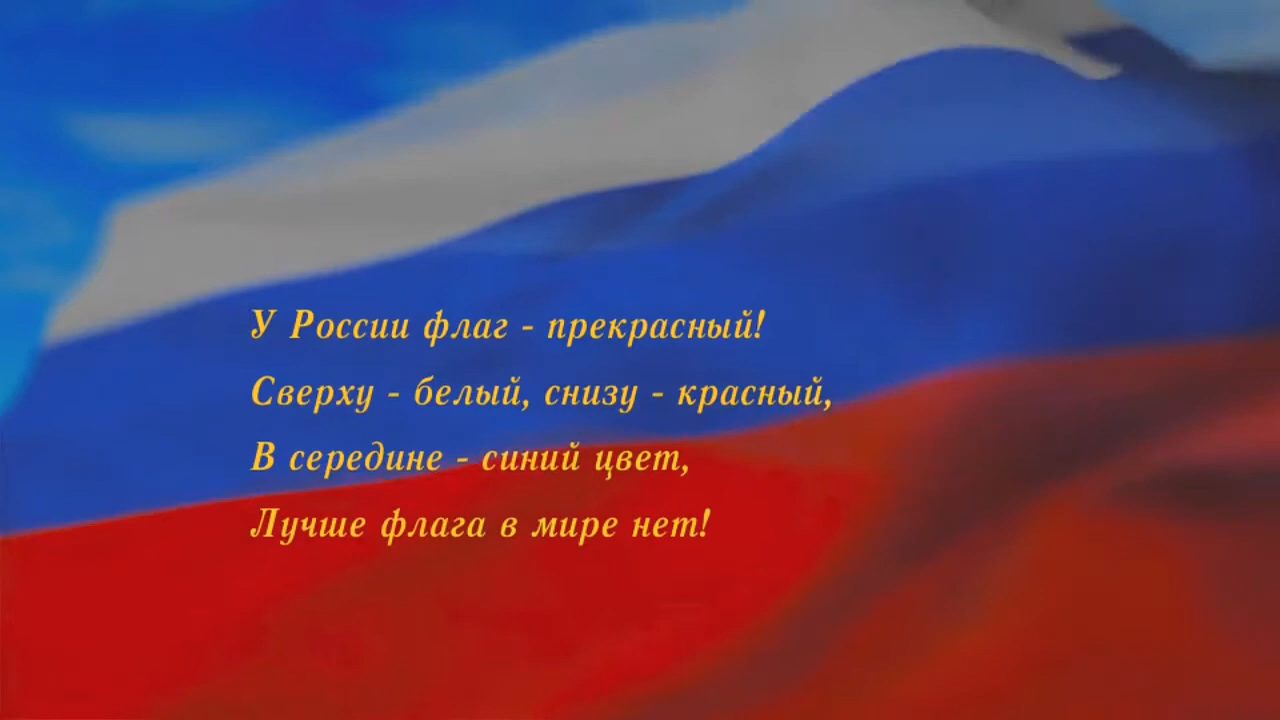 У России флаг - прекрасный!
Сверху - белый, снизу - красный,
В середине - синий цвет,
Лучше флага в мире нет!